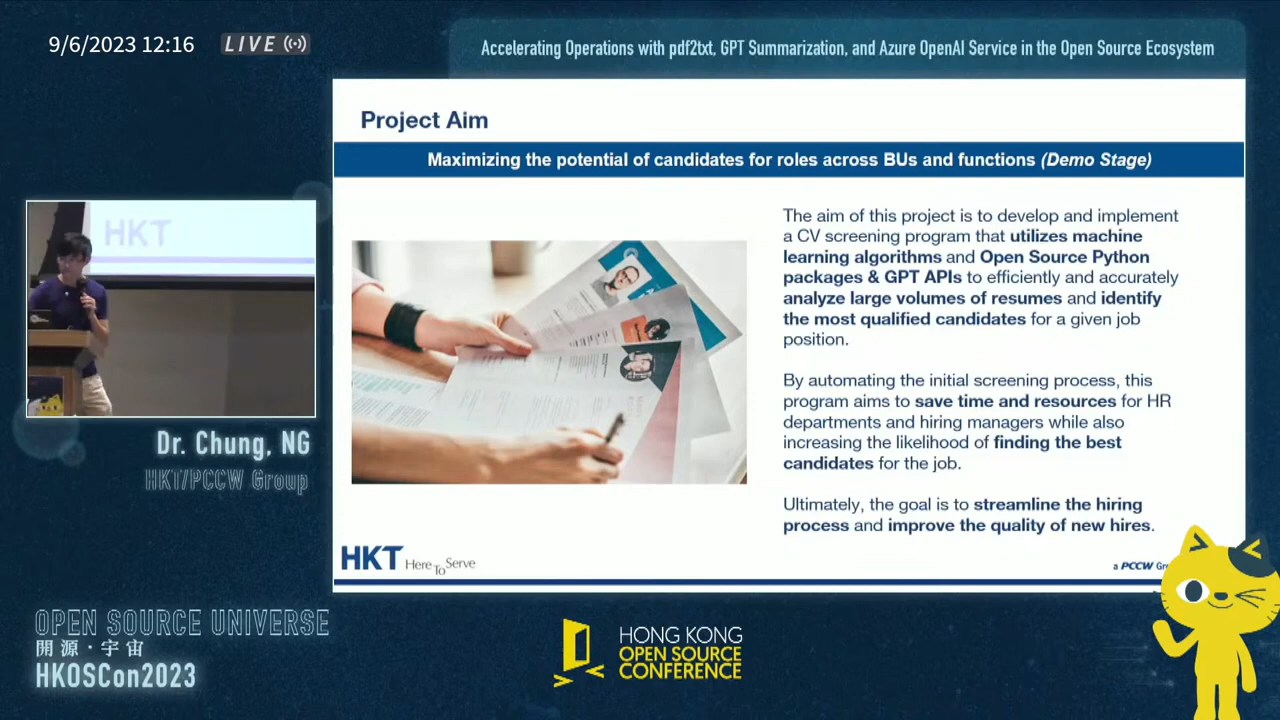 9/6/2023 12:16
LIVE
Accelerating Operations with pdf2txt, GPT Summarization, and Azure OpenAI Service in the Open Source Ecosystem
Project Aim
Maximizing the potential of candidates for roles across BUs and functions (Demo Stage)
The aim of this project is to develop and implement
a CV screening program that utilizes machine
learning algorithms and Open Source Python
packages & GPT APIs to efficiently and accurately
analyze large volumes of resumes and identify
the most qualified candidates for a given job
position.
By automating the initial screening process, this
program aims to save time and resources for HR
departments and hiring managers while also
increasing the likelihood of finding the best
candidates for the job.
Ultimately, the goal is to streamline the hiring
process and improve the quality of new hires.
HKT Here To Serve
a PCCW
HKT
Dr. Chung, NG
HKT/PCCW Group
OPEN SOURCE UNIVERSE
開源・宇宙
HKOSCon2023
HONG KONG
OPEN SOURCE
CONFERENCE